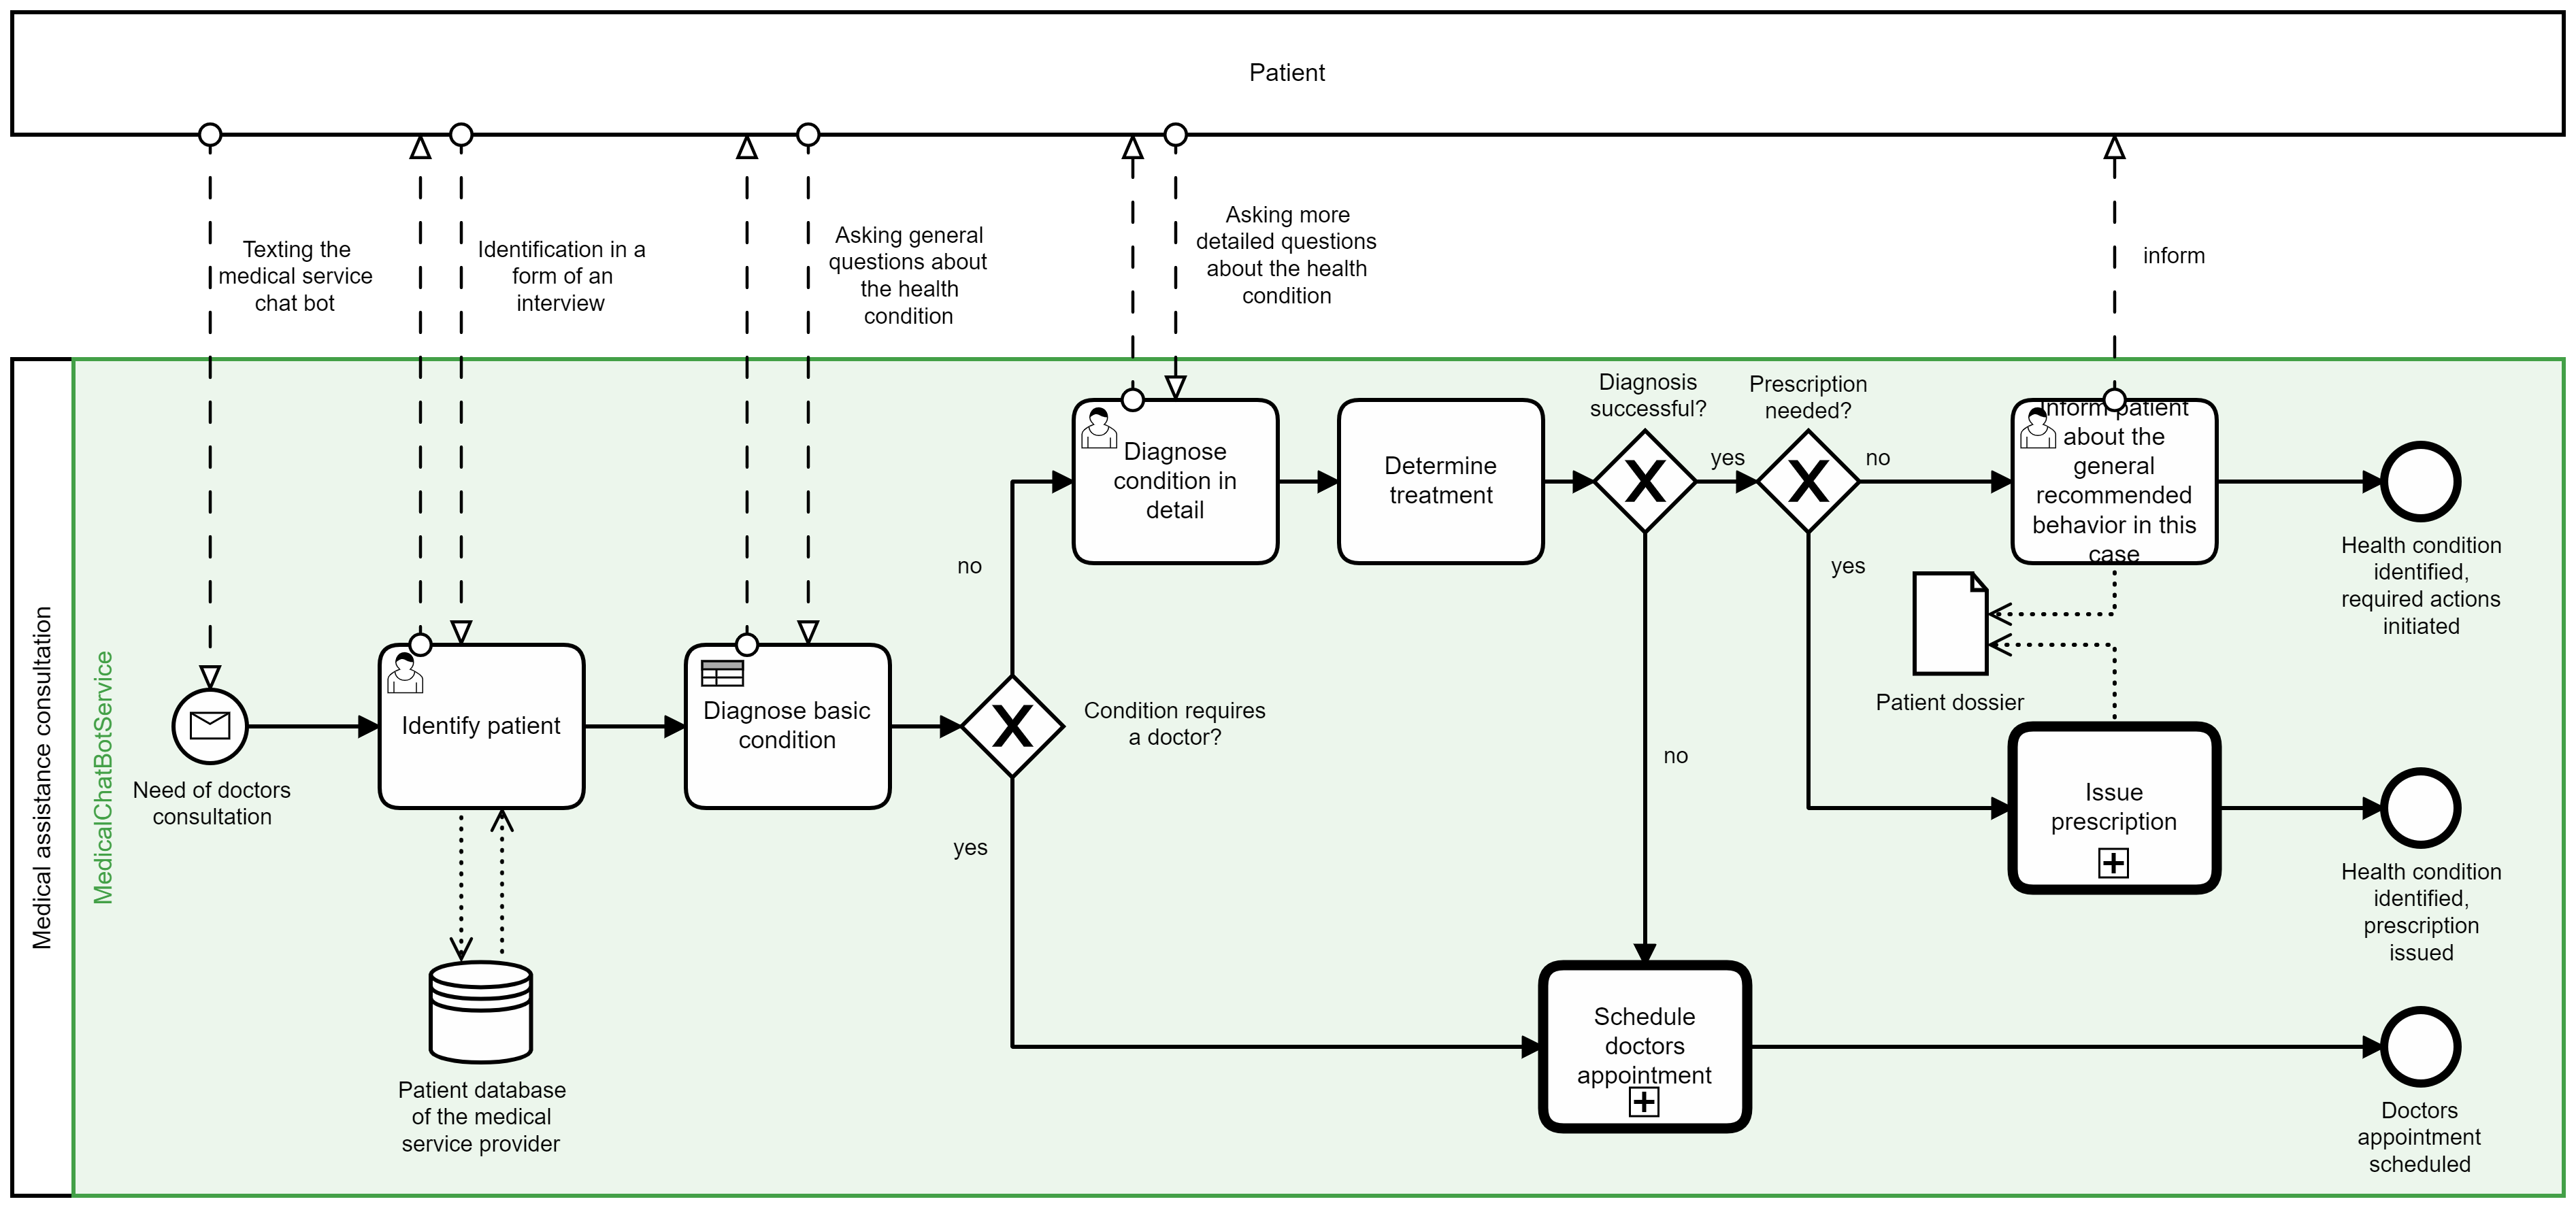 Patient
Texting the
medical service
chat bot
Identification in a
form of an
interview
Asking general
questions about
the health
condition
Asking more
detailed questions
about the health
condition
inform
Medical assistance consultation
MedicalChatBotService
Need of doctors
consultation
Identify patient
Patient database
of the medical
service provider
Diagnose basic
condition
Condition requires
a doctor?
no
yes
Diagnose
condition in
detail
Determine
treatment
Diagnosis
successful?
yes
no
Prescription
needed?
no
yes
Inform patient
about the
general
recommended
behavior in this
case
Patient dossier
Issue
prescription
Schedule
doctors
appointment
Health condition
identified,
required actions
initiated
Health condition
identified,
prescription
issued
Doctors
appointment
scheduled